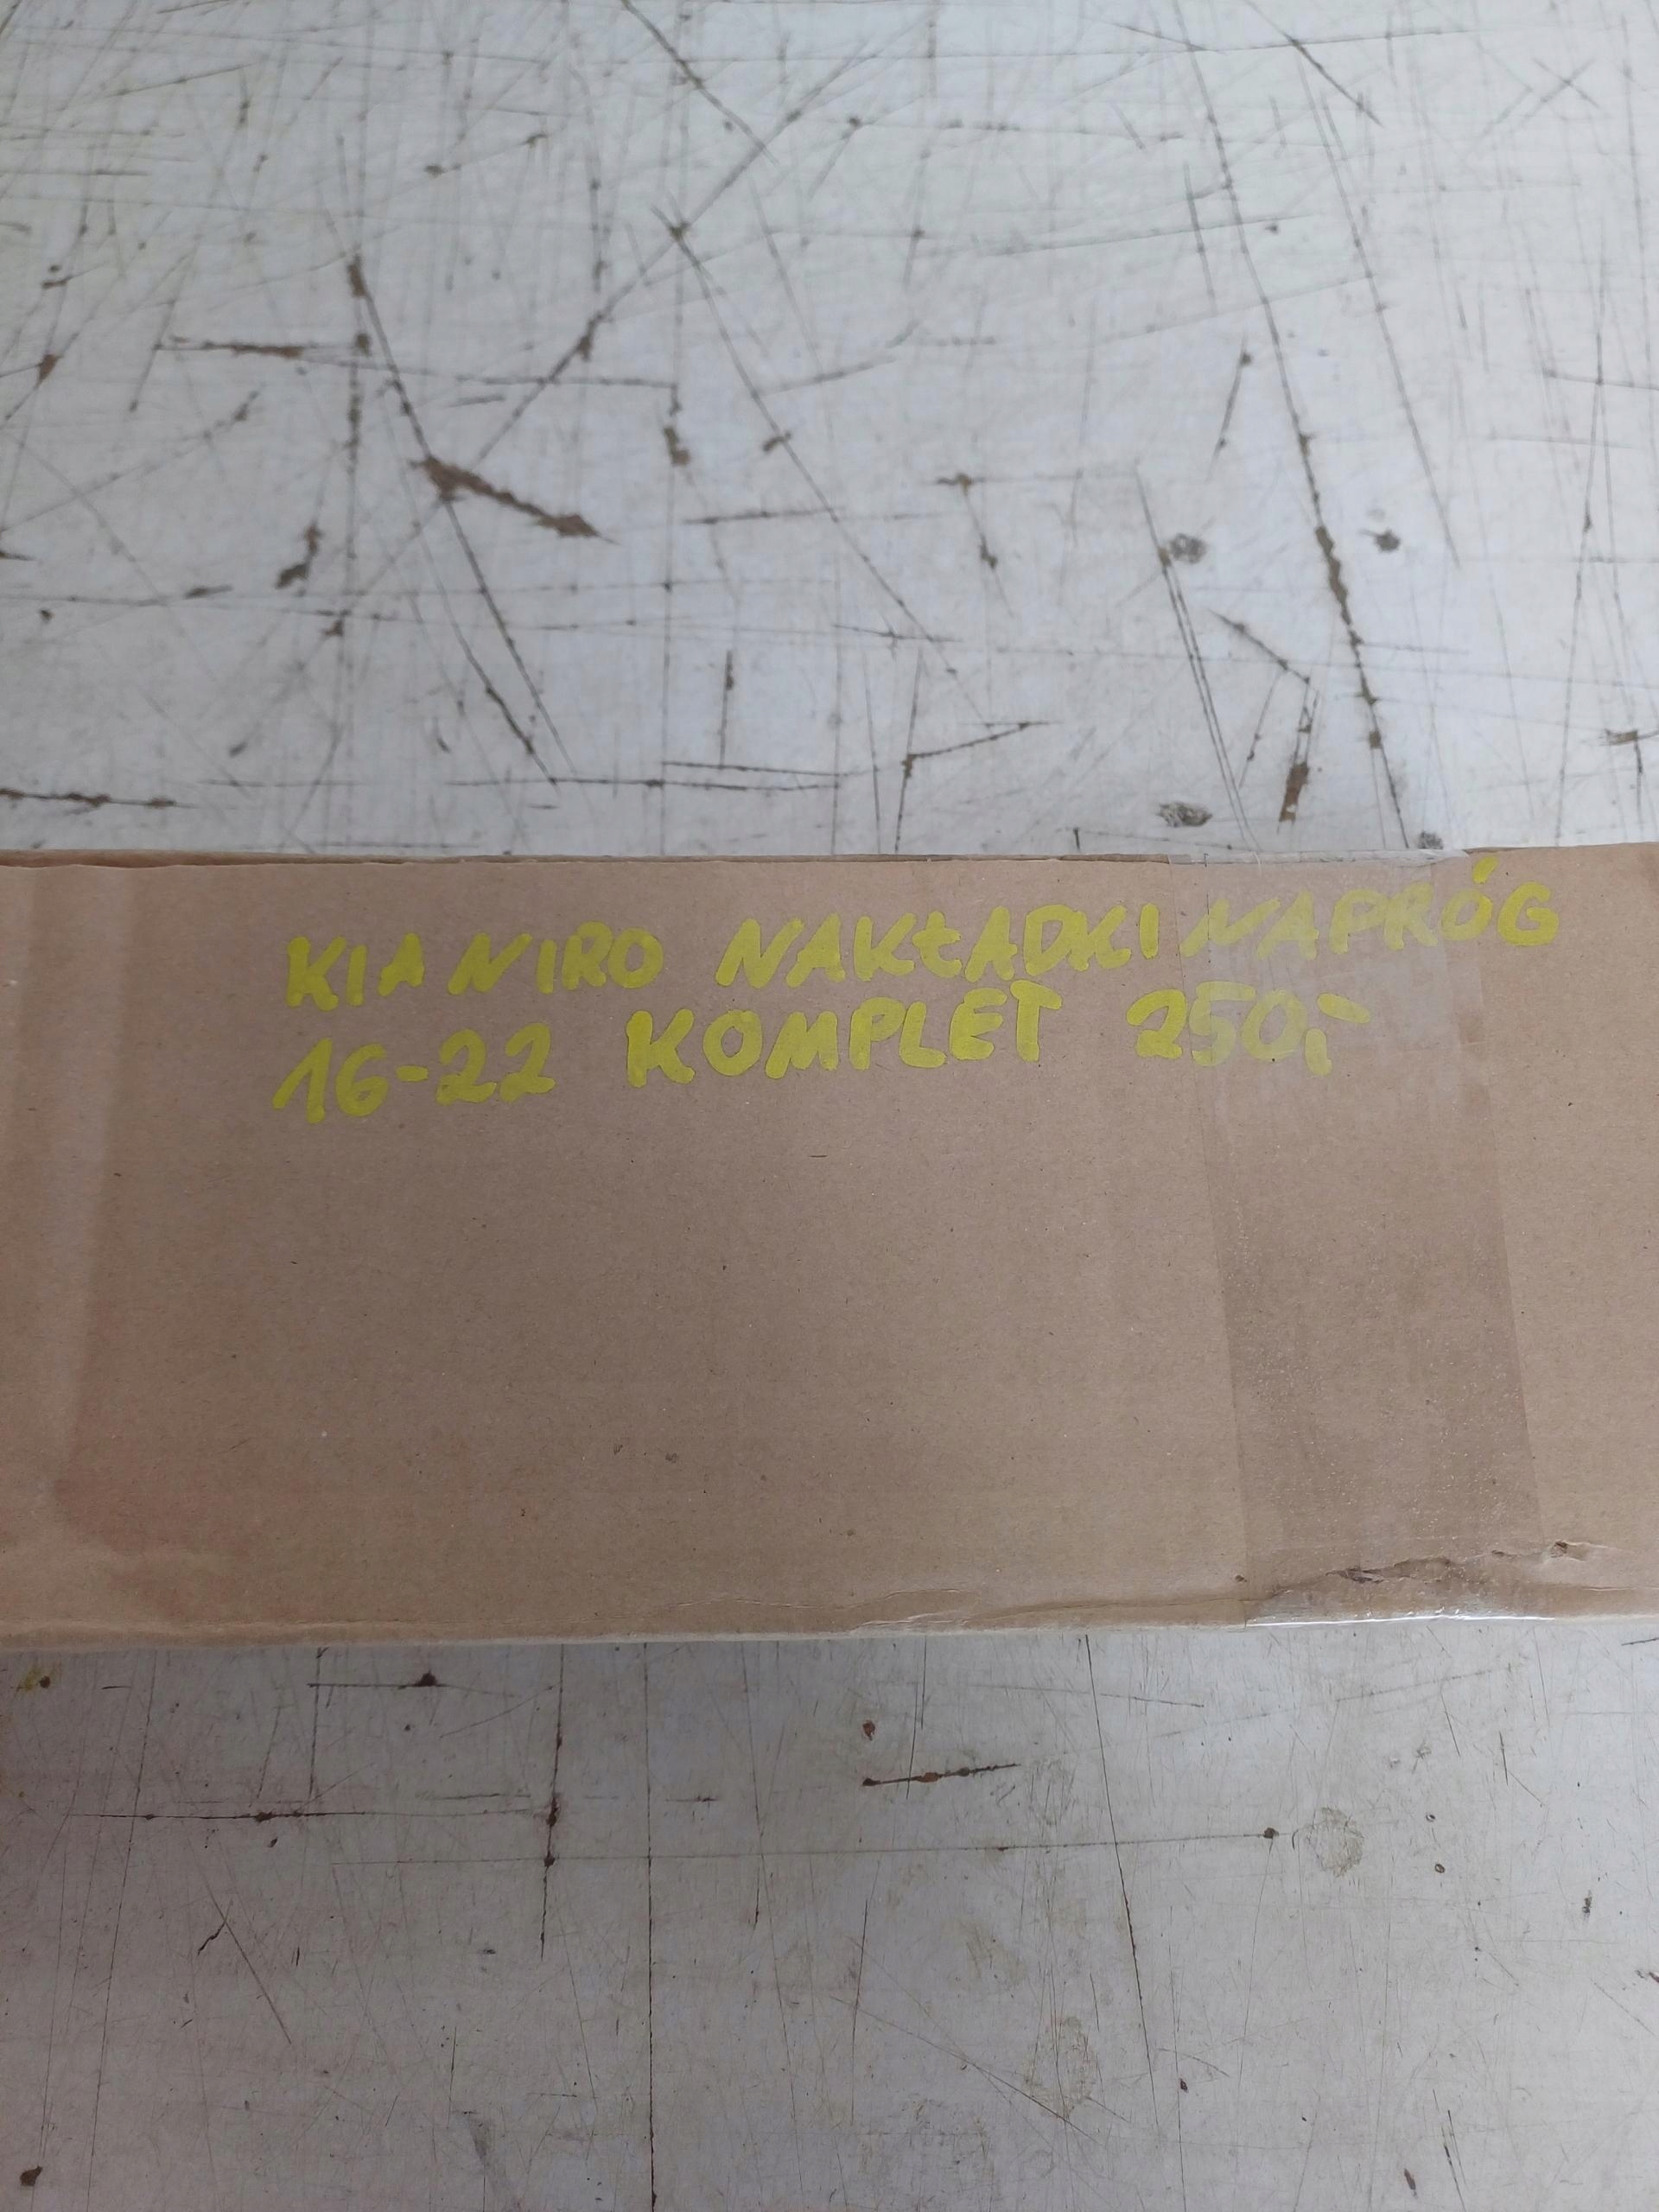 KIA NIRO NAKŁADKI NA PRÓG
16-22 KOMPLET 250,-